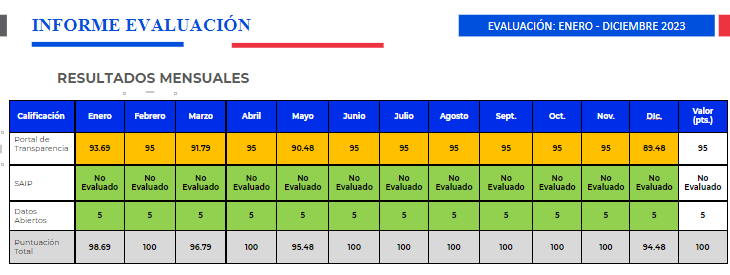 INFORME EVALUACIÓN
EVALUACIÓN: ENERO - DICIEMBRE 2023
RESULTADOS MENSUALES
Calificación Enero Febrero Marzo Abril Mayo Junio Julio Agosto Sept. Oct. Nov. Dic. Valor (pts.)
Portal de Transparencia 93.69 95 91.79 95 90.48 95 95 95 95 95 95 89.48 95
SAIP No Evaluado No Evaluado No Evaluado No Evaluado No Evaluado No Evaluado No Evaluado No Evaluado No Evaluado No Evaluado No Evaluado No Evaluado No Evaluado
Datos Abiertos 5 5 5 5 5 5 5 5 5 5 5 5 5
Puntuación Total 98.69 100 96.79 100 95.48 100 100 100 100 100 100 94.48 100